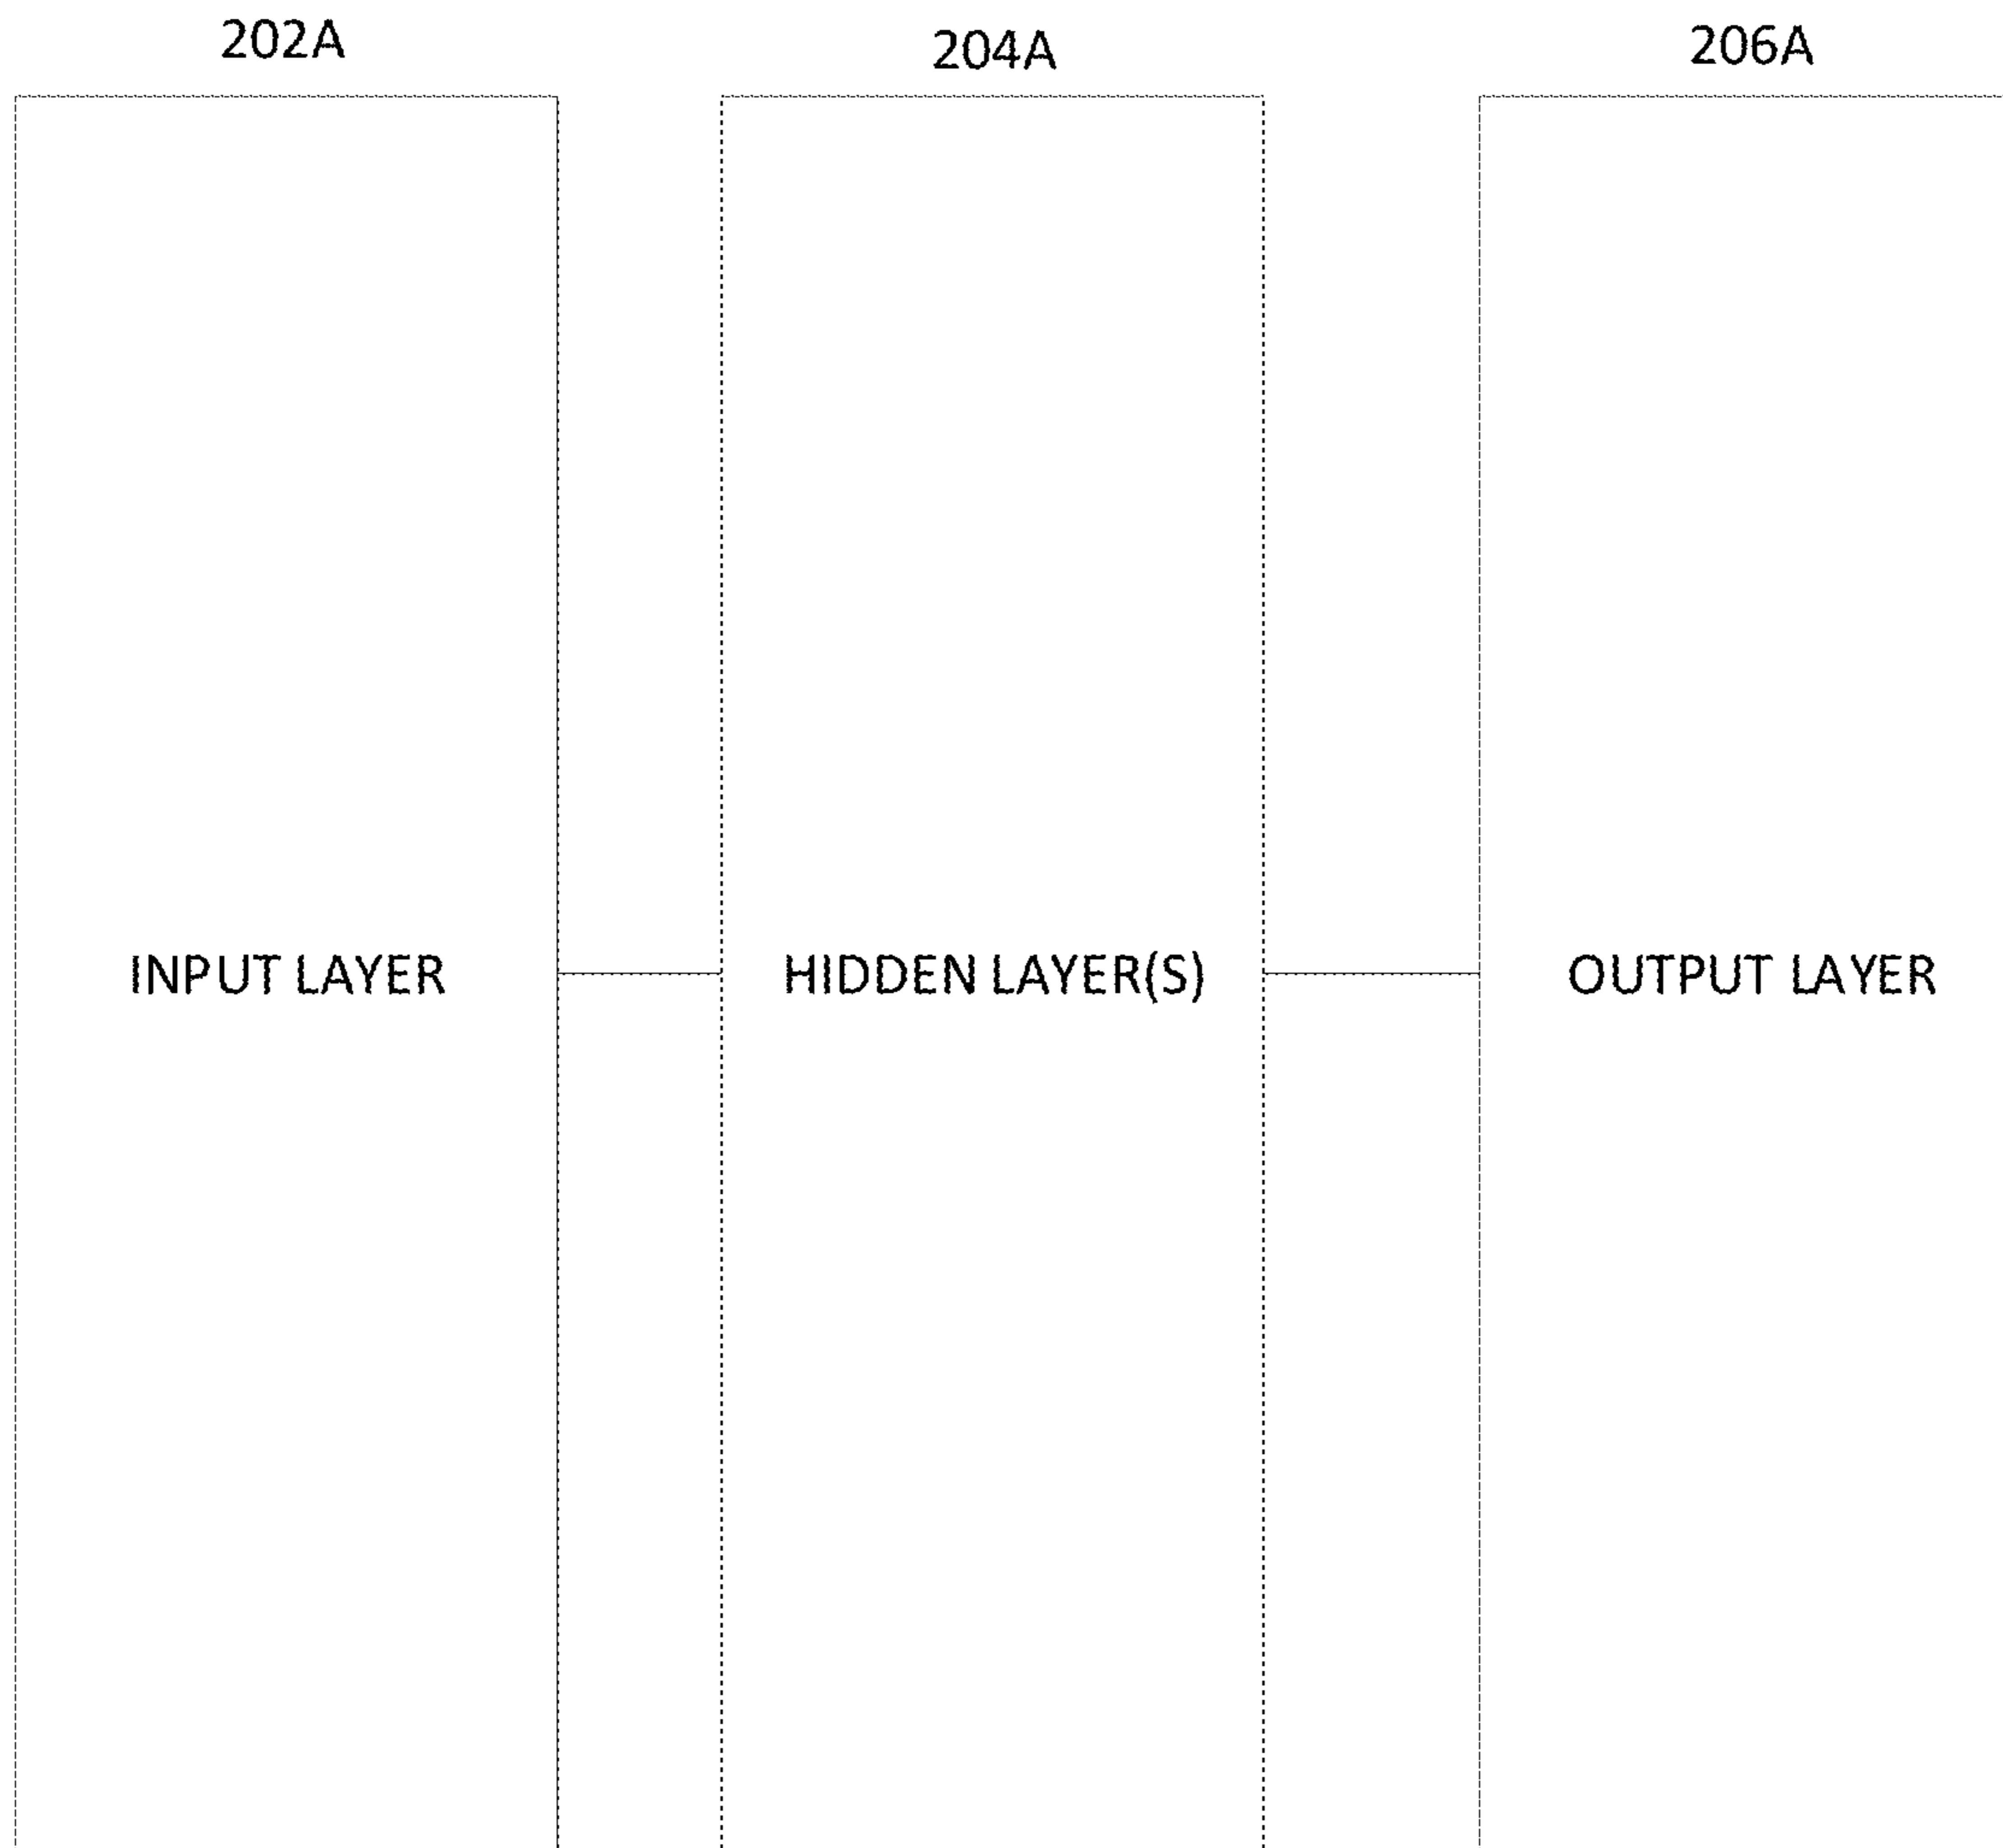 202A
204A
206A
INPUT LAYER
HIDDEN LAYER(S)
OUTPUT LAYER